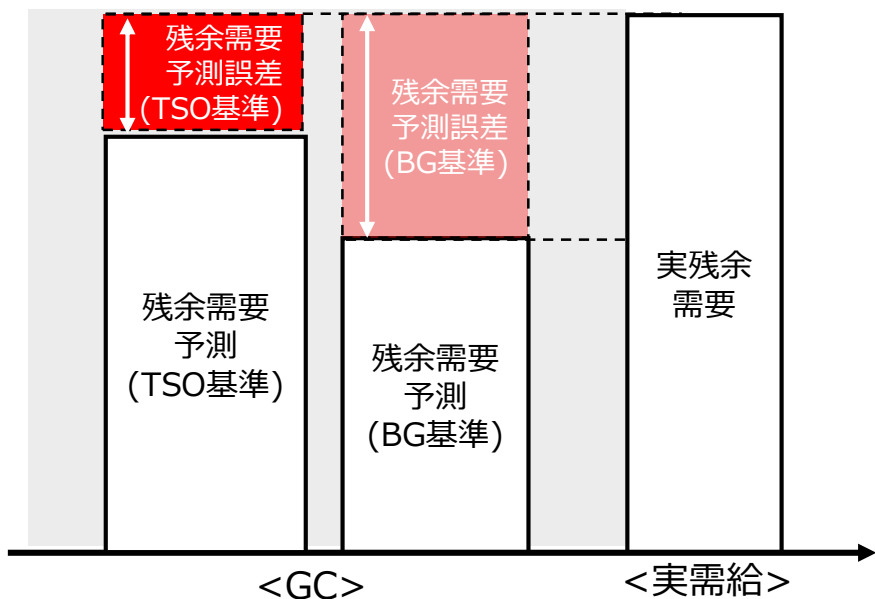 残余需要
予測誤差
(TSO基準)
残余需要
予測
(TSO基準)
残余需要
予測誤差
(BG基準)
残余需要
予測
(BG基準)
実残余
需要
<GC>
<実需給>